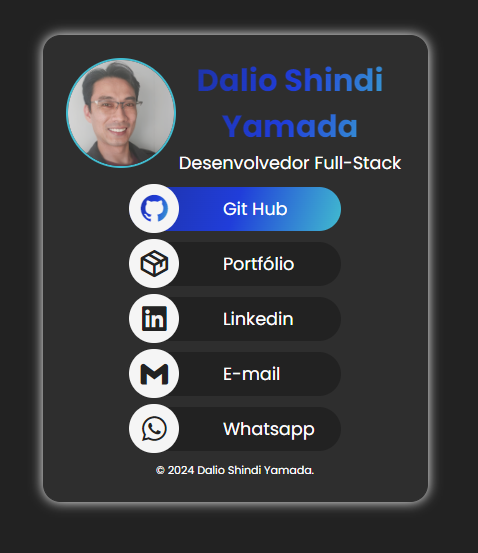 Dalio Shindi
Yamada
Desenvolvedor Full-Stack
Git Hub
Portfólio
Linkedin
E-mail
Whatsapp
© 2024 Dalio Shindi Yamada.